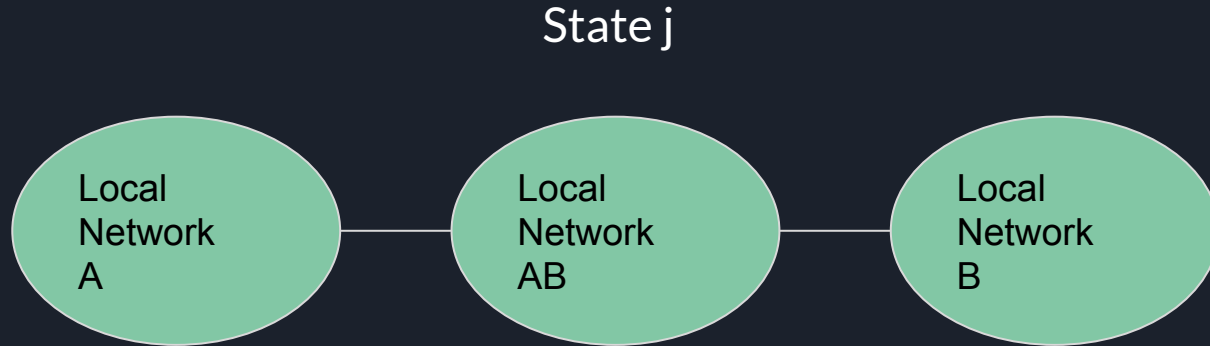 State j
Local
Network
A
Local
Network
AB
Local
Network
B